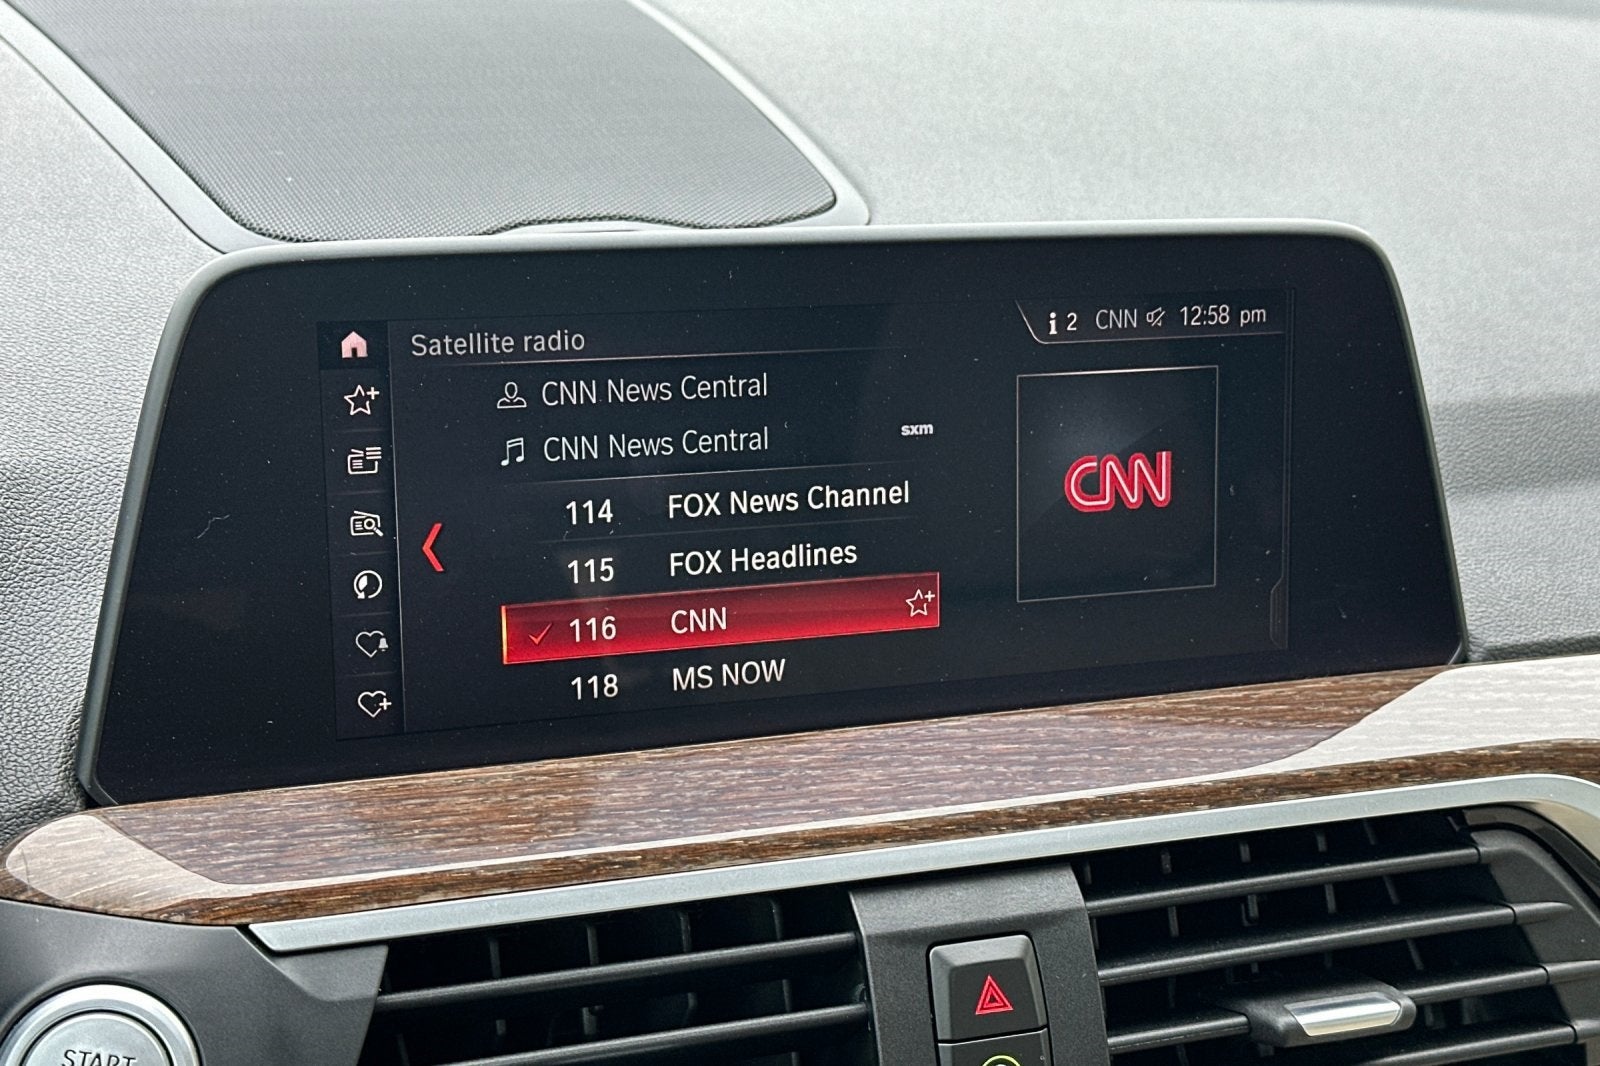 Satellite radio
i 2 CNN 12:58 pm
CNN News Central
CNN News Central
sxm
114 FOX News Channel
115 FOX Headlines
116 CNN
118 MS NOW
CNN
START